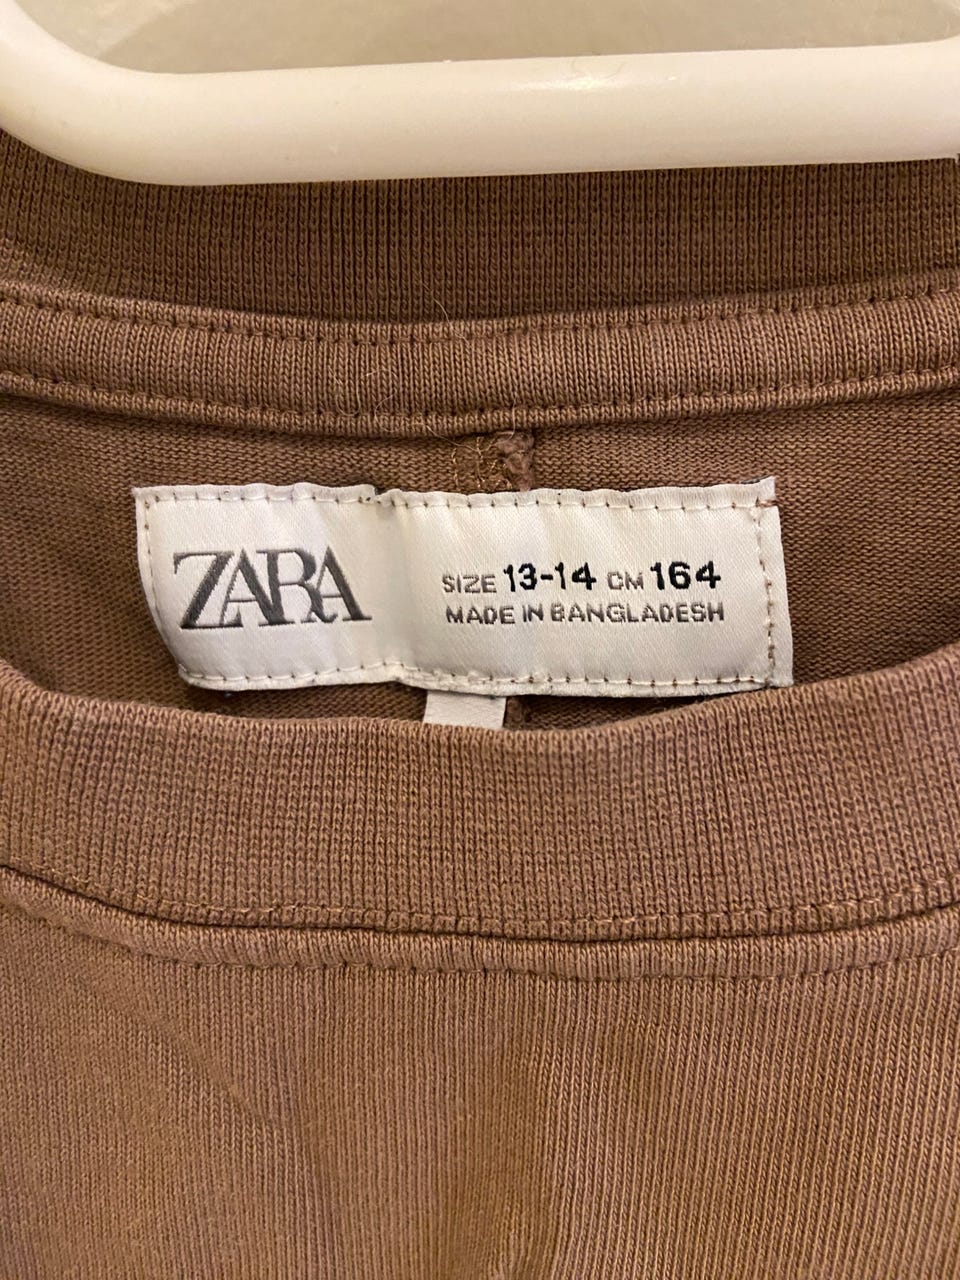 ZARA
SIZE 13-14 CM 164
MADE IN BANGLADESH